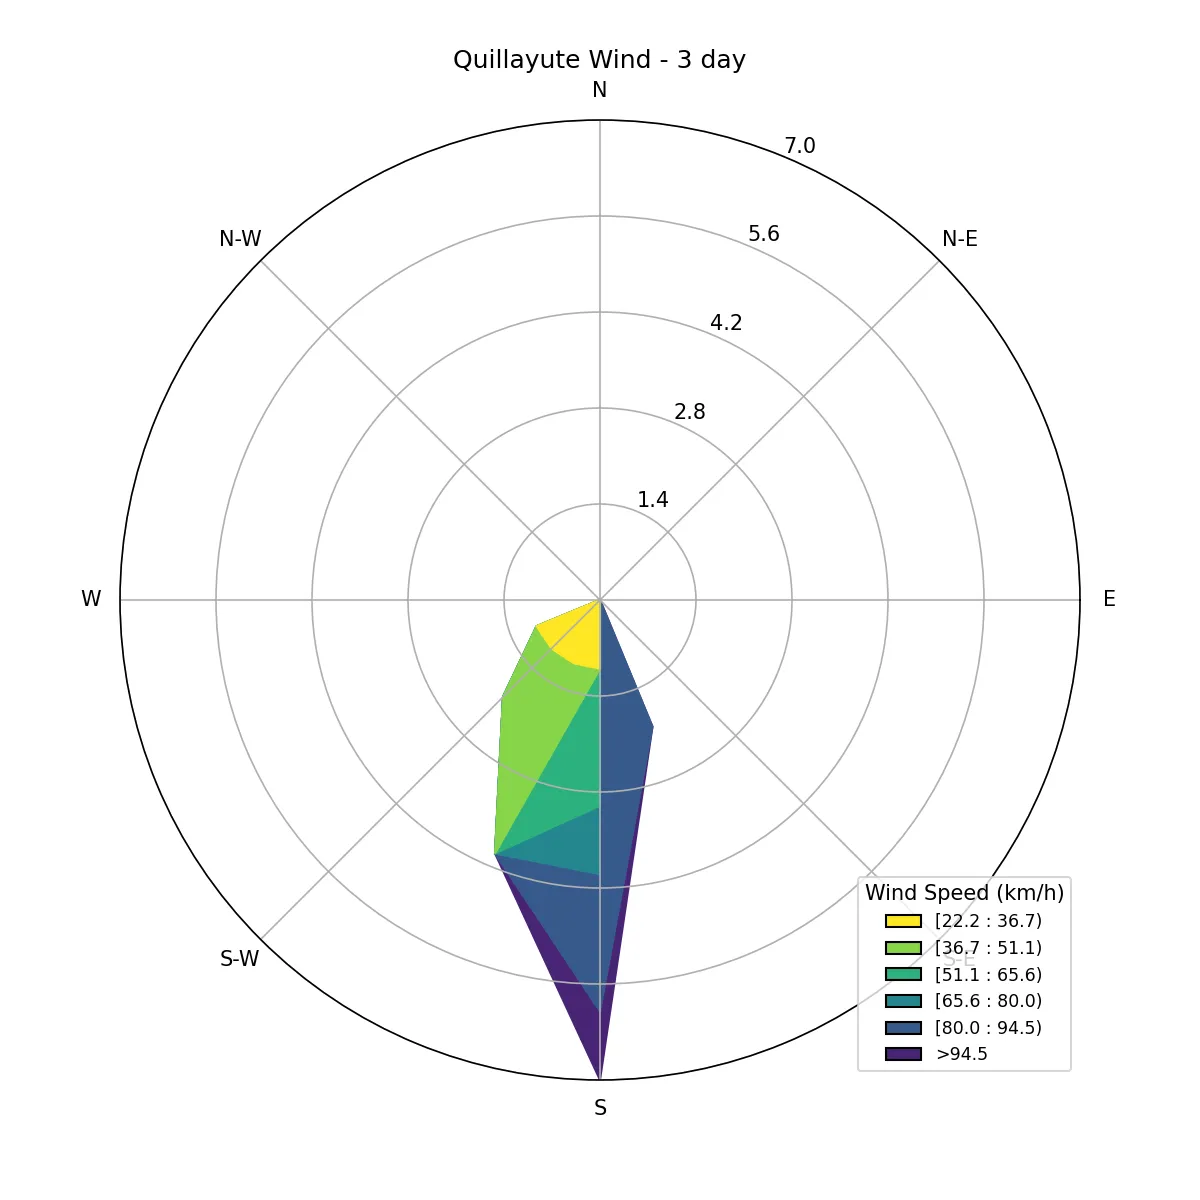 Quillayute Wind - 3 day
N
7.0
N-W
5.6
N-E
4.2
2.8
1.4
W
E
Wind Speed (km/h)
[22.2 : 36.7)
[36.7 : 51.1)
S-W
S-E
[51.1 : 65.6)
[65.6 : 80.0)
[80.0 : 94.5)
>94.5
S